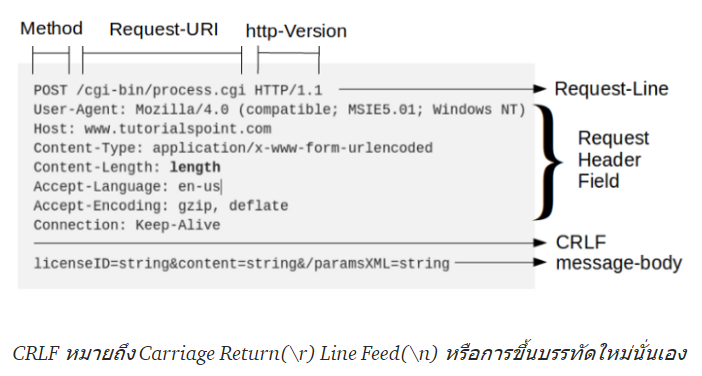 Method Request-URI http-Version
POST /cgi-bin/process.cgi HTTP/1.1 Request-Line
User-Agent: Mozilla/4.0 (compatible; MSIE5.01; Windows NT)
Host: www.tutorialspoint.com
Content-Type: application/x-www-form-urlencoded
Content-Length: length
Accept-Language: en-us
Accept-Encoding: gzip, deflate
Connection: Keep-Alive
Request
Header
Field
CRLF
licenseID=string&content=string&/paramsXML=string message-body
CRLF หมายถึง Carriage Return(\r) Line Feed(\n) หรือการขึ้นบรรทัดใหม่นั่นเอง